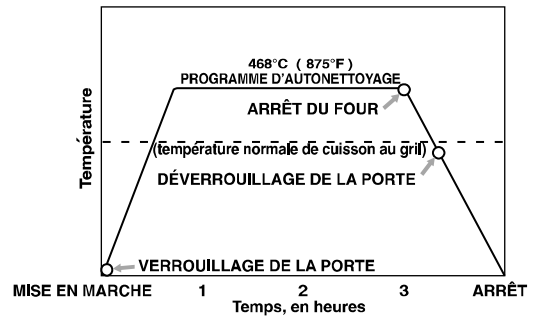 468°C ( 875°F )
PROGRAMME D'AUTONETTOYAGE
ARRÊT DU FOUR
Température
(température normale de cuisson au gril)
DÉVERROUILLAGE DE LA PORTE
VERROUILLAGE DE LA PORTE
MISE EN MARCHE 1 2 3 ARRÊT
Temps, en heures